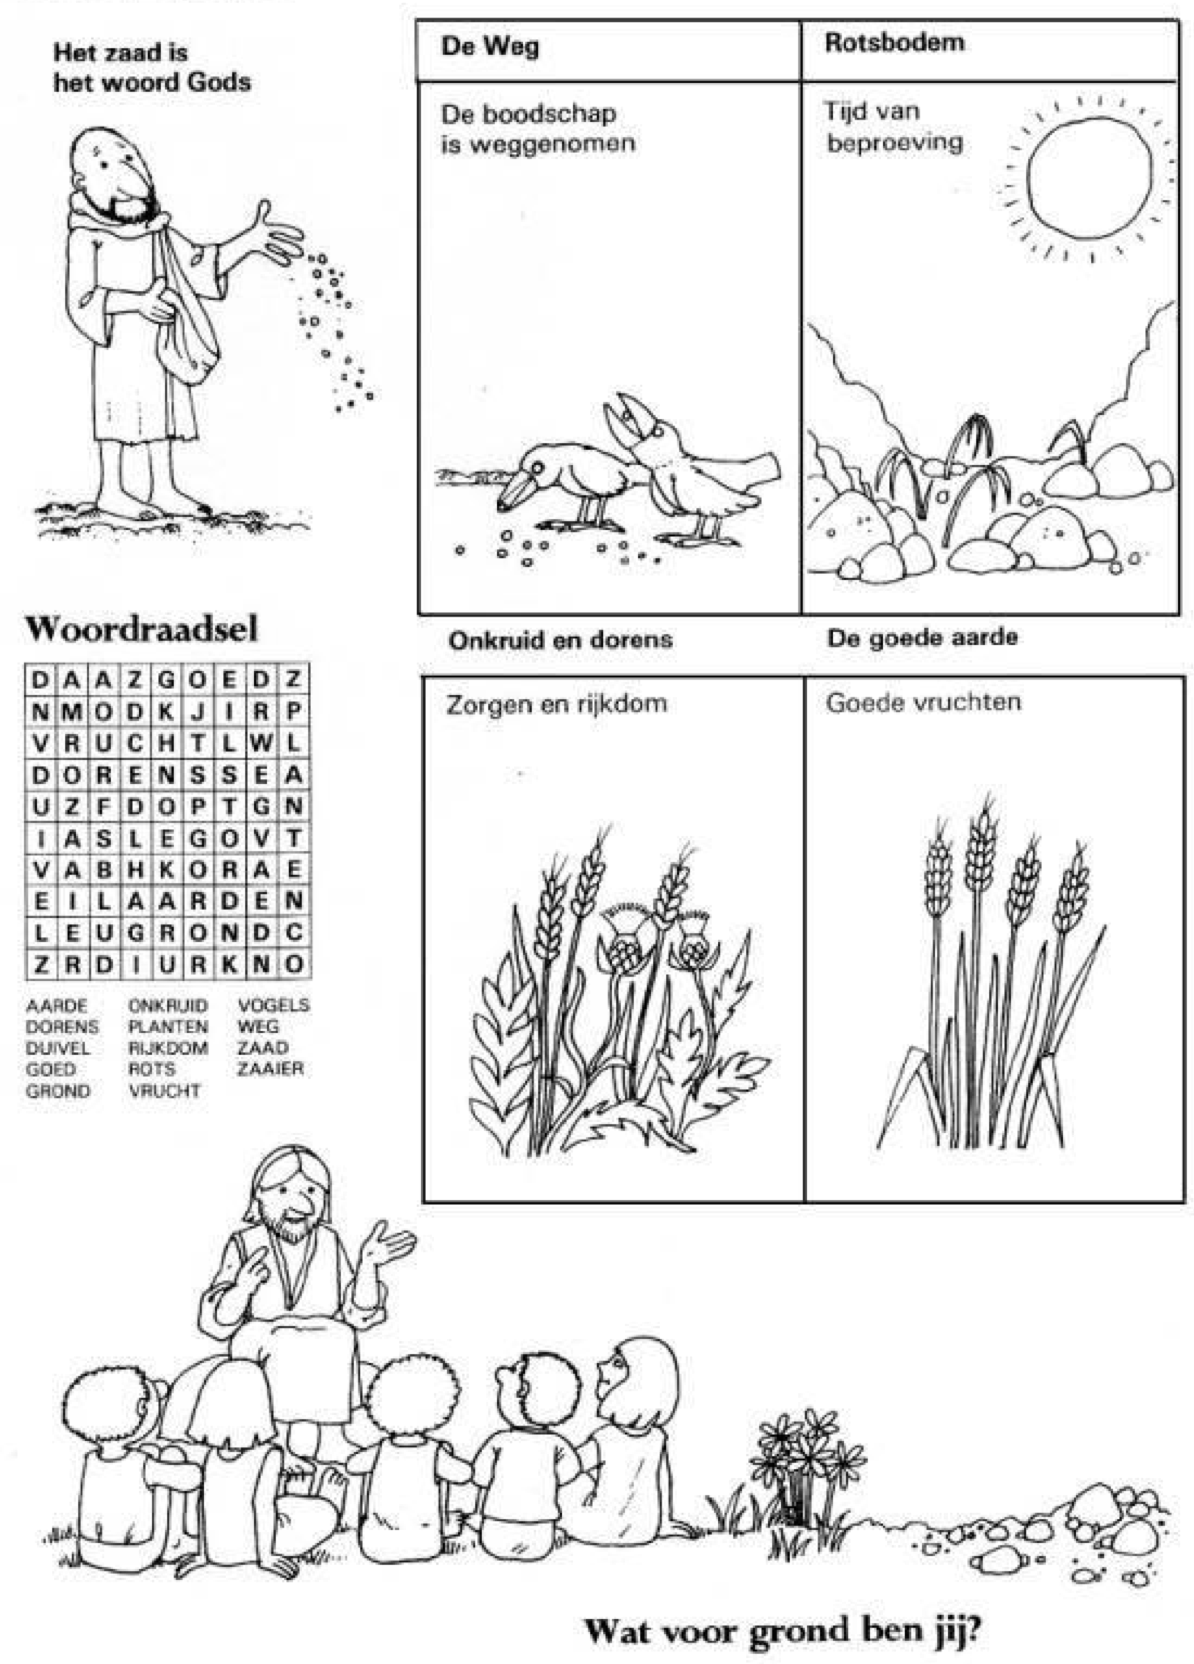 Het zaad is
het woord Gods
De Weg
De boodschap
is weggenomen
Rotsbodem
Tijd van
beproeving
Onkruid en dorens
Zorgen en rijkdom
De goede aarde
Goede vruchten
Woordraadsel
D A A Z G O E D Z
N M O D K J I R P
V R U C H T L W L
D O R E N S S E A
U Z F D O P T G N
I A S L E G O V T
V A B H K O R A E
E I L A A R D E N
L E U G R O N D C
Z R D I U R K N O
AARDE ONKRUID VOGELS
DORENS PLANTEN WEG
DUIVEL RIJKDOM ZAAD
GOED ROTS ZAAIER
GROND VRUCHT
Wat voor grond ben jij?